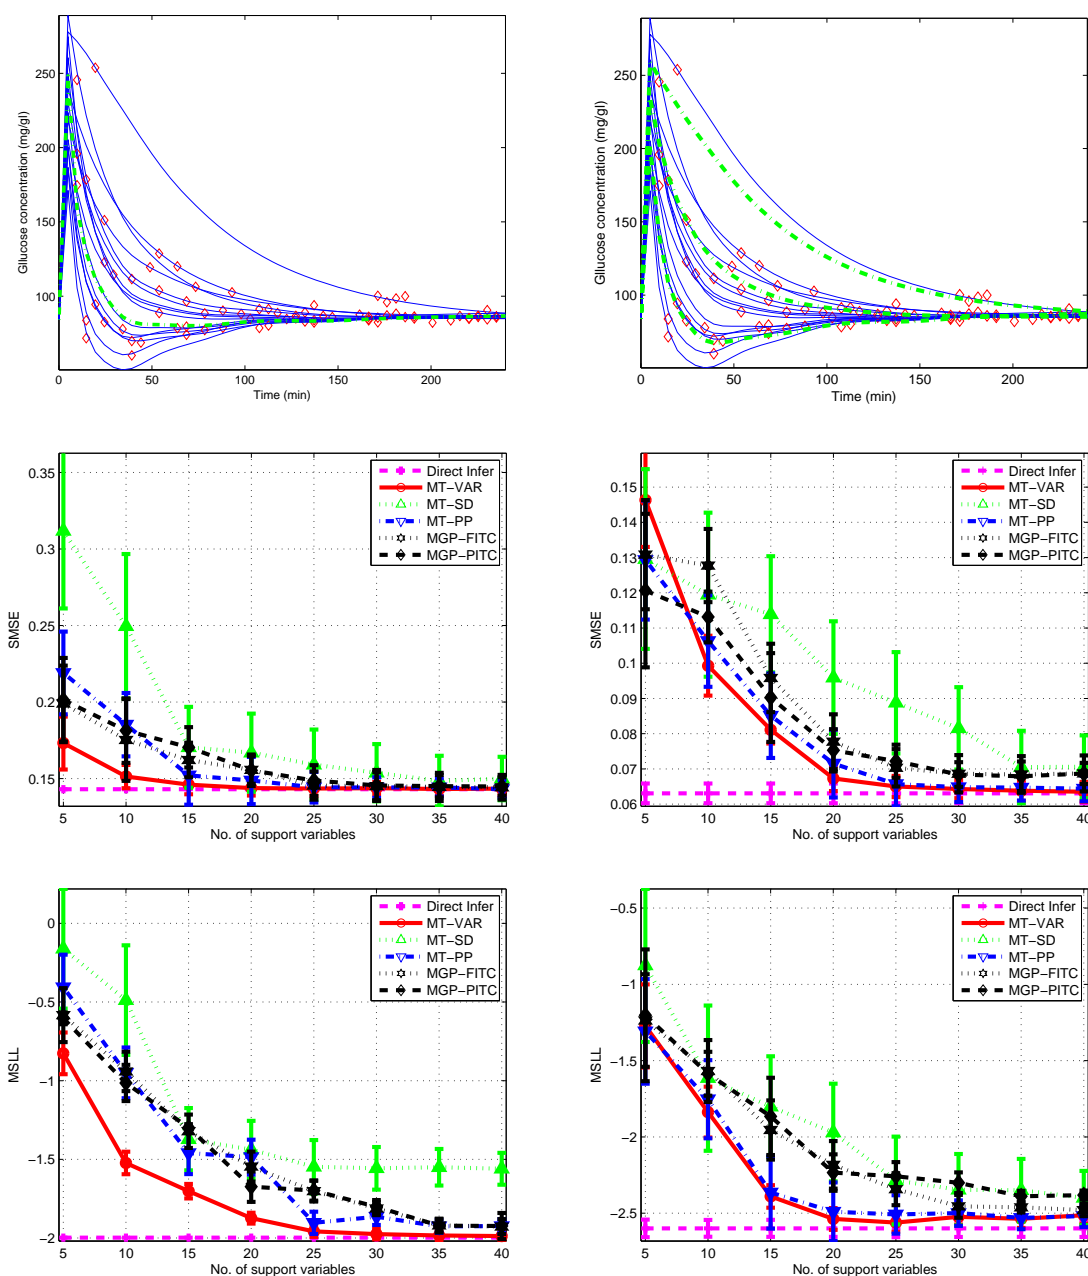 250
200
150
100
0
50
100
150
200
Time (min)
Gllucose concentration (mg/gl)
250
200
150
100
0
50
100
150
200
Time (min)
Gllucose concentration (mg/gl)
0.35
0.3
0.25
0.2
0.15
5
10
15
20
25
30
35
40
No. of support variables
SMSE
Direct Infer
MT−VAR
MT−SD
MT−PP
MGP−FITC
MGP−PITC
0.15
0.14
0.13
0.12
0.11
0.1
0.09
0.08
0.07
0.06
5
10
15
20
25
30
35
40
No. of support variables
SMSE
Direct Infer
MT−VAR
MT−SD
MT−PP
MGP−FITC
MGP−PITC
0
−0.5
−1
−1.5
−2
5
10
15
20
25
30
35
40
No. of support variables
MSLL
Direct Infer
MT−VAR
MT−SD
MT−PP
MGP−FITC
MGP−PITC
−0.5
−1
−1.5
−2
−2.5
5
10
15
20
25
30
35
40
No. of support variables
MSLL
Direct Infer
MT−VAR
MT−SD
MT−PP
MGP−FITC
MGP−PITC